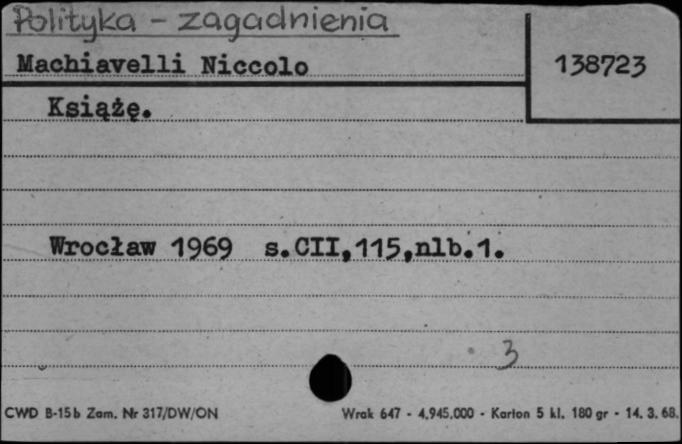 Polityka - zagadnienia
Machiavelli Niccolo
138723
Książę.
Wrocław 1969 s.CII,115,nlb.1.
3
CWD B-15b Zam. Nr 317/DW/ON
Wrak 647 - 4.945.000 - Karton 5 kl. 180 gr - 14. 3. 68.